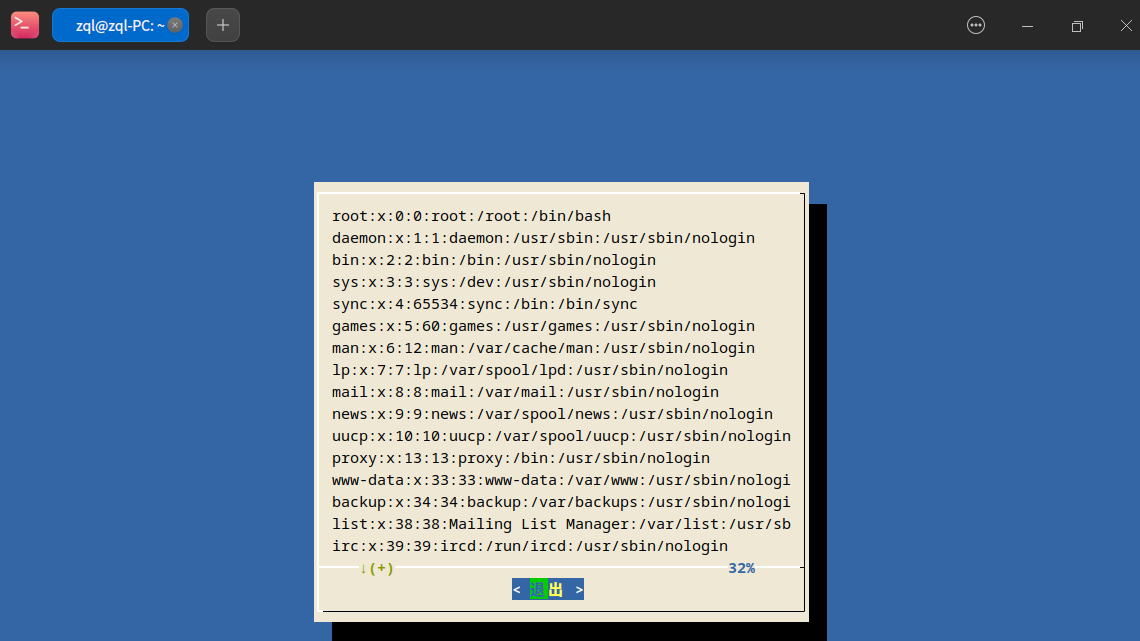 zql@zql-PC: ~
root:x:0:0:root:/root:/bin/bash
daemon:x:1:1:daemon:/usr/sbin:/usr/sbin/nologin
bin:x:2:2:bin:/bin:/usr/sbin/nologin
sys:x:3:3:sys:/dev:/usr/sbin/nologin
sync:x:4:65534:sync:/bin:/bin/sync
games:x:5:60:games:/usr/games:/usr/sbin/nologin
man:x:6:12:man:/var/cache/man:/usr/sbin/nologin
lp:x:7:7:lp:/var/spool/lpd:/usr/sbin/nologin
mail:x:8:8:mail:/var/mail:/usr/sbin/nologin
news:x:9:9:news:/var/spool/news:/usr/sbin/nologin
uucp:x:10:10:uucp:/var/spool/uucp:/usr/sbin/nologin
proxy:x:13:13:proxy:/bin:/usr/sbin/nologin
www-data:x:33:33:www-data:/var/www:/usr/sbin/nologi
backup:x:34:34:backup:/var/backups:/usr/sbin/nologi
list:x:38:38:Mailing List Manager:/var/list:/usr/sb
irc:x:39:39:ircd:/run/ircd:/usr/sbin/nologin
↓(+) 32%
< 退出 >